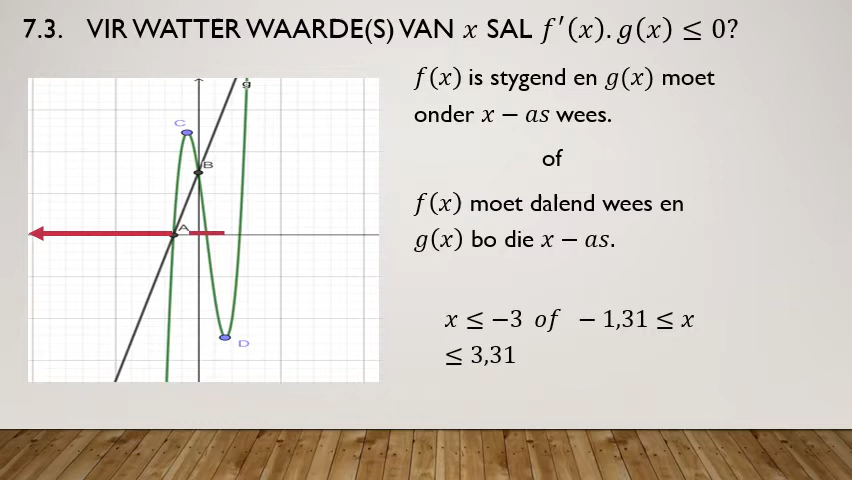 7.3. VIR WATTER WAARDE(S) VAN x SAL f′(x). g(x) ≤ 0?
f(x) is stygend en g(x) moet
onder x − as wees.
of
f(x) moet dalend wees en
g(x) bo die x − as.
x ≤ −3 of − 1,31 ≤ x
≤ 3,31
g
C
B
A
D